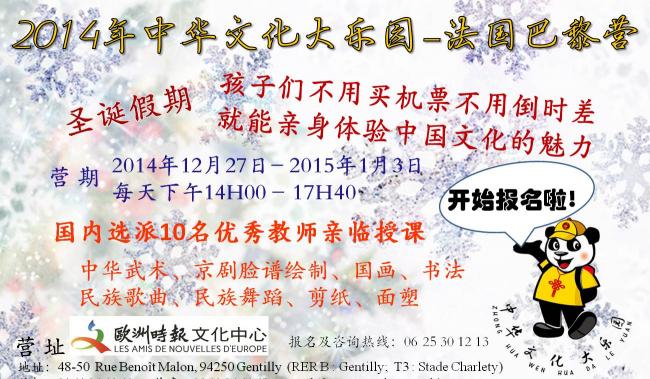 2014年中华文化大乐园-法国巴黎营
圣诞假期
孩子们不用买机票不用倒时差
就能亲身体验中国文化的魅力
营期
2014年12月27日－2015年1月3日
每天下午14H00－17H40
开始报名啦!
国内选派10名优秀教师亲临授课
中华武术、京剧脸谱绘制、国画、书法
民族歌曲、民族舞蹈、剪纸、面塑
中华文化大乐园
ZHONG HUA WEN HUA DA LE YUAN
营址
歐洲時報文化中心
LES AMIS DE NOUVELLES D'EUROPE
报名及咨询热线：06 25 30 12 13
地址：48-50 Rue Benoît Malon, 94250 Gentilly (RER B：Gentilly; T3：Stade Charlety)